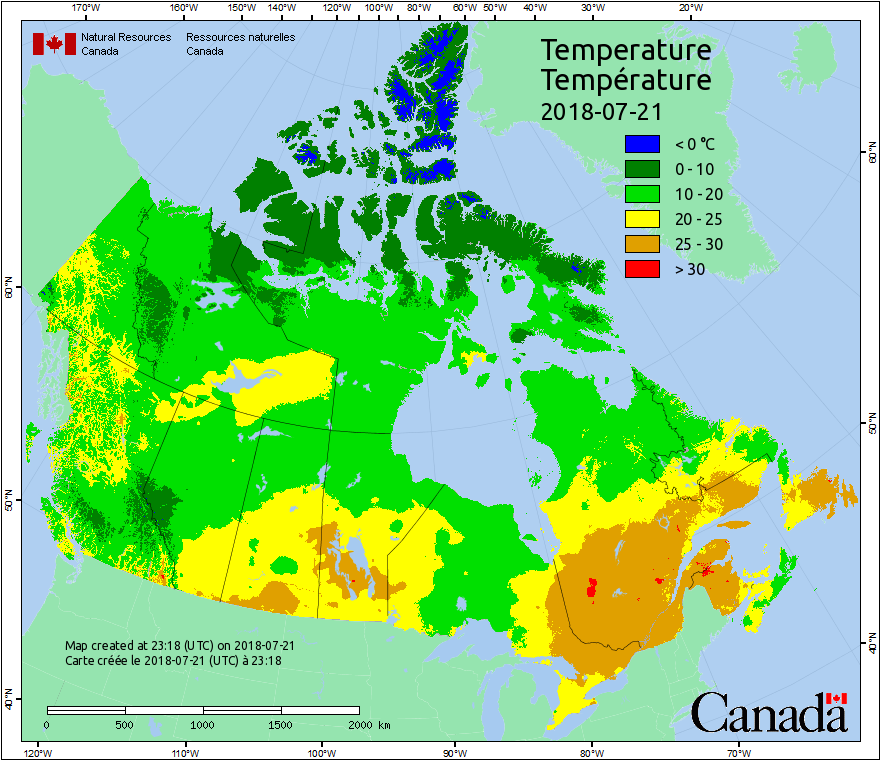 170°W 160°W 150°W 140°W 130°W 120°W 110°W 100°W 80°W 60°W 50°W 40°W 30°W 20°W
Natural Resources Ressources naturelles
Canada Canada
Temperature
Température
2018-07-21
< 0 °C
0 - 10
10 - 20
20 - 25
25 - 30
> 30
60°N
60°N
50°N
50°N
40°N
40°N
Map created at 23:18 (UTC) on 2018-07-21
Carte créée le 2018-07-21 (UTC) à 23:18
0 500 1000 1500 2000 km
Canada
120°W 110°W 100°W 90°W 80°W 70°W